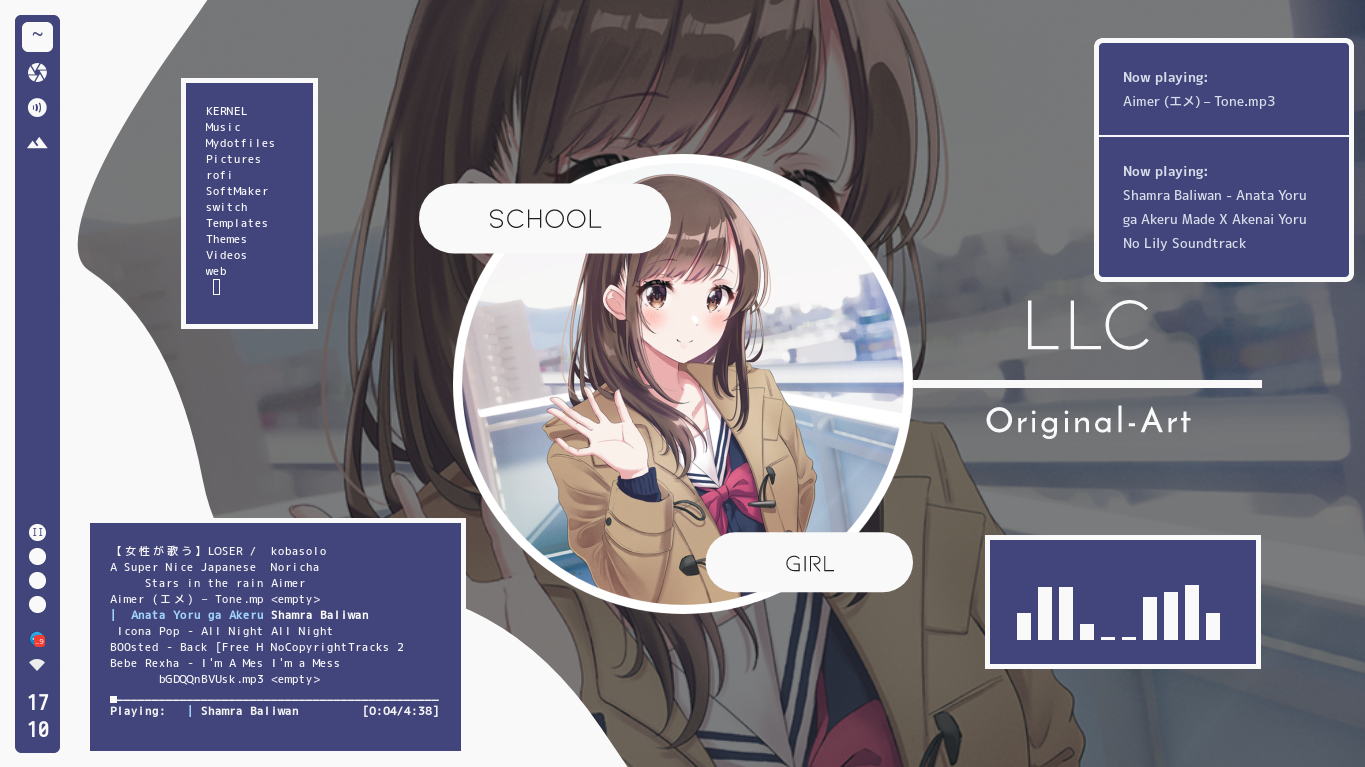 ~
KERNEL
Music
Mydotfiles
Pictures
rofi
SoftMaker
switch
Templates
Themes
Videos
web
SCHOOL
GIRL
Now playing:
Aimer (エメ) – Tone.mp3
Now playing:
Shamra Baliwan - Anata Yoru
ga Akeru Made X Akenai Yoru
No Lily Soundtrack
LLC
Original-Art
【女性が歌う】LOSER / kobasolo
A Super Nice Japanese Noricha
Stars in the rain Aimer
Aimer (エメ) – Tone.mp <empty>
| Anata Yoru ga Akeru Shamra Baliwan
Icona Pop - All Night All Night
BOOsted - Back [Free H NoCopyrightTracks 2
Bebe Rexha - I'm A Mes I'm a Mess
bGDQQnBVUsk.mp3 <empty>
Playing: | Shamra Baliwan [0:04/4:38]
II
17
10